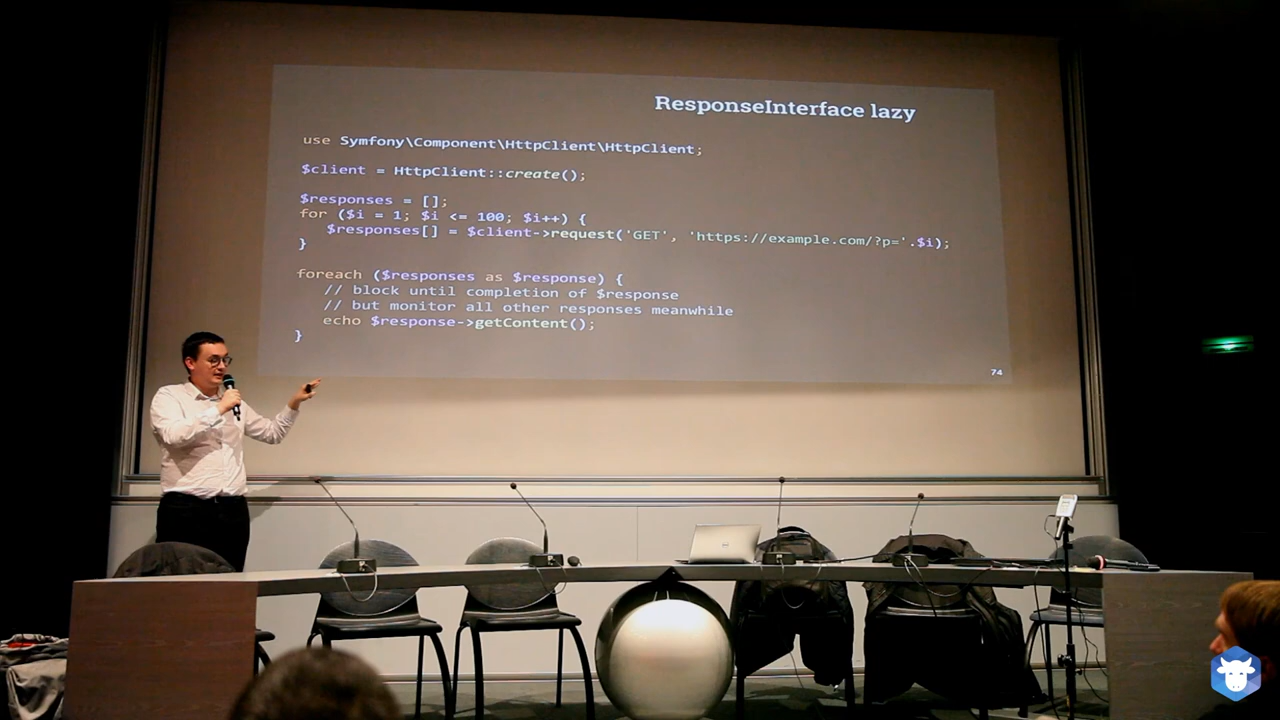 ResponseInterface lazy
use Symfony\Component\HttpClient\HttpClient;
$client = HttpClient::create();
$responses = [];
for ($i = 1; $i <= 100; $i++) {
$responses[] = $client->request('GET', 'https://example.com/?p='.$i);
}
foreach ($responses as $response) {
// block until completion of $response
// but monitor all other responses meanwhile
echo $response->getContent();
}
74